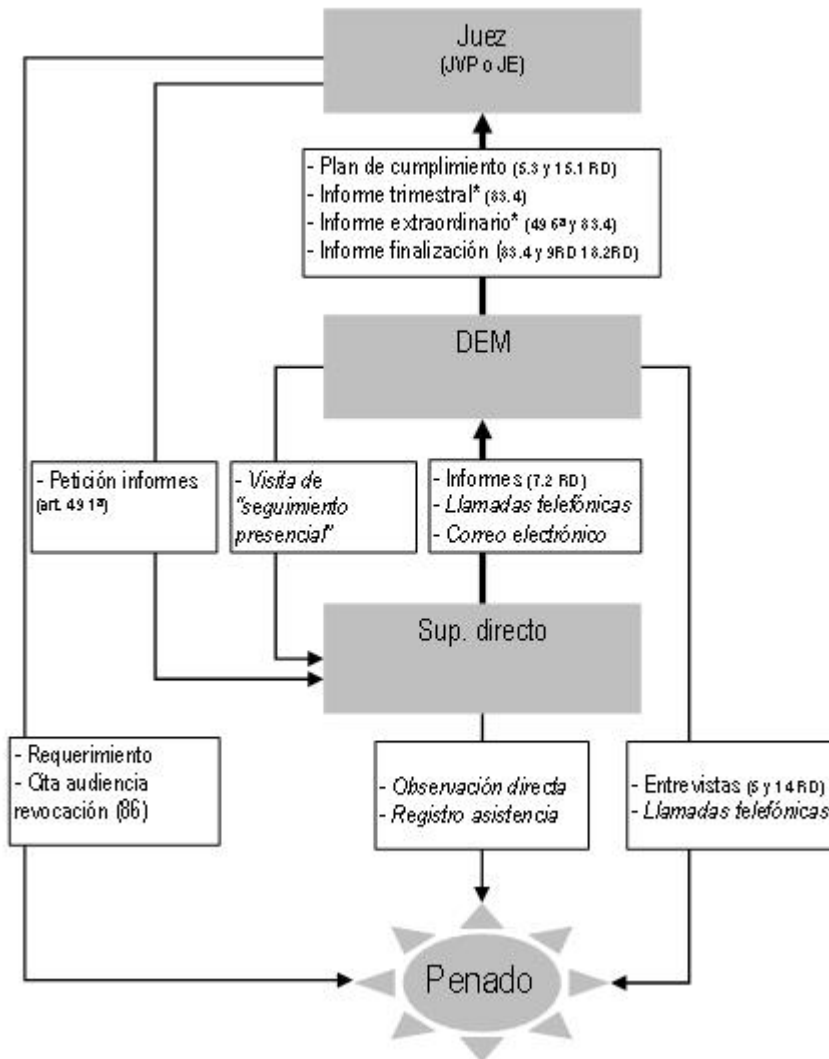 Juez
(JVP o JE)
- Plan de cumplimiento (5.3 y 15.1 RD)
- Informe trimestral* (83.4)
- Informe extraordinario* (49 6ª y 83.4)
- Informe finalización (83.4 y 9RD 18.2RD)
DEM
- Petición informes
(art. 49 1ª)
- Visita de
"seguimiento
presencial"
- Informes (7.2 RD)
- Llamadas telefónicas
- Correo electrónico
Sup. directo
- Requerimiento
- Cita audiencia
revocación (86)
- Observación directa
- Registro asistencia
- Entrevistas (5 y 14 RD)
- Llamadas telefónicas
Penado